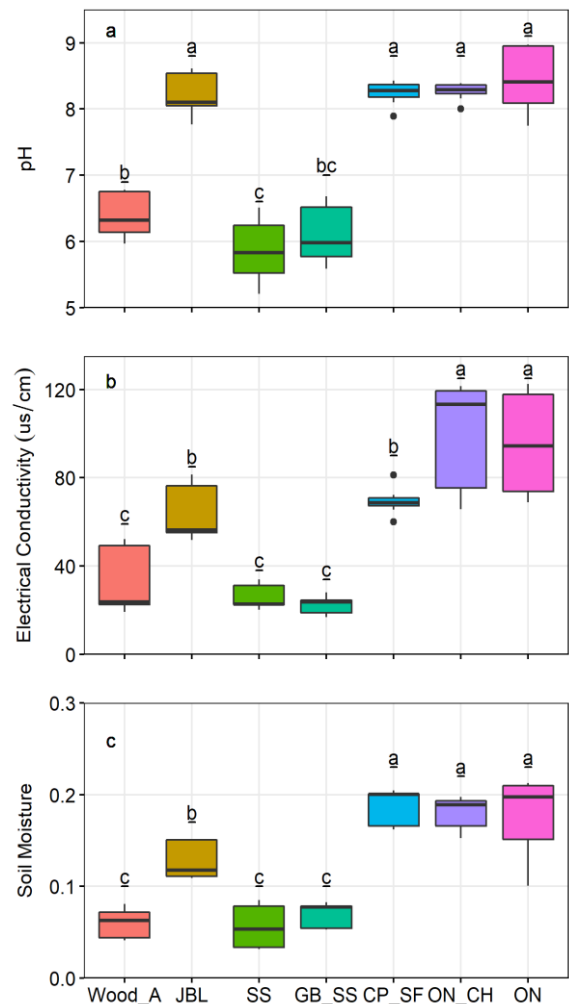 a
9
8
7
6
5
pH
b
a
c
bc
a
a
a
b
120
80
40
0
Electrical Conductivity (us/cm)
c
b
c
c
b
a
a
c
0.3
0.2
0.1
0.0
Soil Moisture
c
b
c
c
a
a
a
Wood_A JBL SS GB_SS CP_SF ON_CH ON